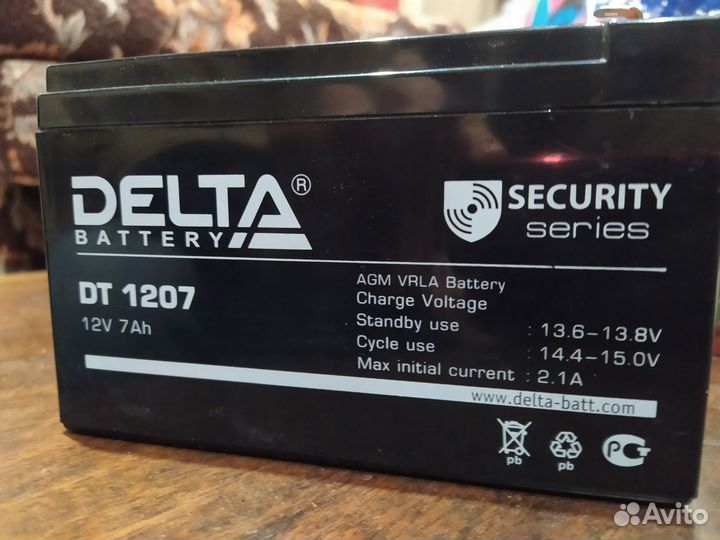 DELTA®
BATTERY
SECURITY
series
DT 1207
12V 7Ah
AGM VRLA Battery
Charge Voltage
Standby use : 13.6-13.8V
Cycle use : 14.4-15.0V
Max initial current : 2.1A
www.delta-batt.com
pb
pb
РСТ
Avito